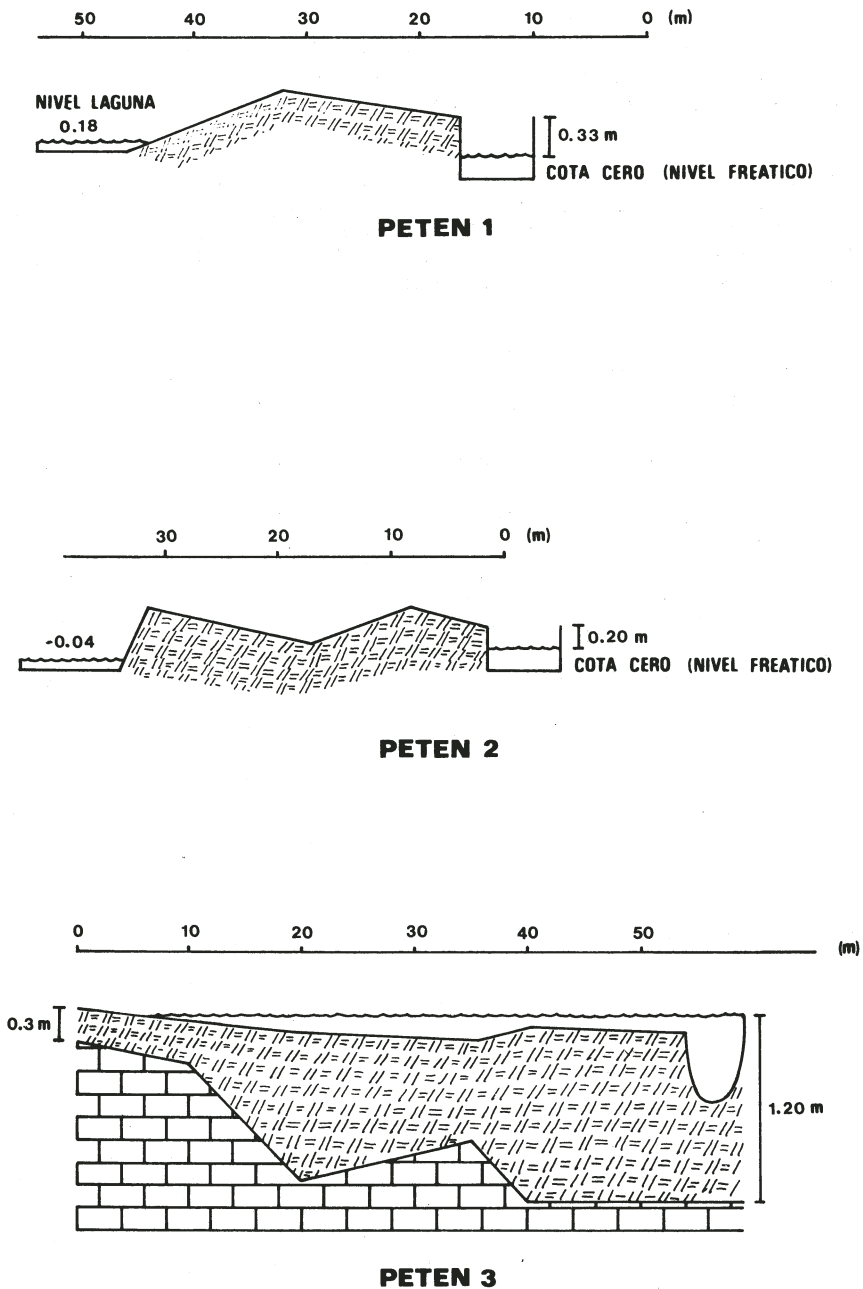 50 40 30 20 10 0 (m)
NIVEL LAGUNA
0.18
0.33 m
COTA CERO (NIVEL FREATICO)
PETEN 1
30 20 10 0 (m)
-0.04
0.20 m
COTA CERO (NIVEL FREATICO)
PETEN 2
0 10 20 30 40 50 (m)
0.3 m
1.20 m
PETEN 3